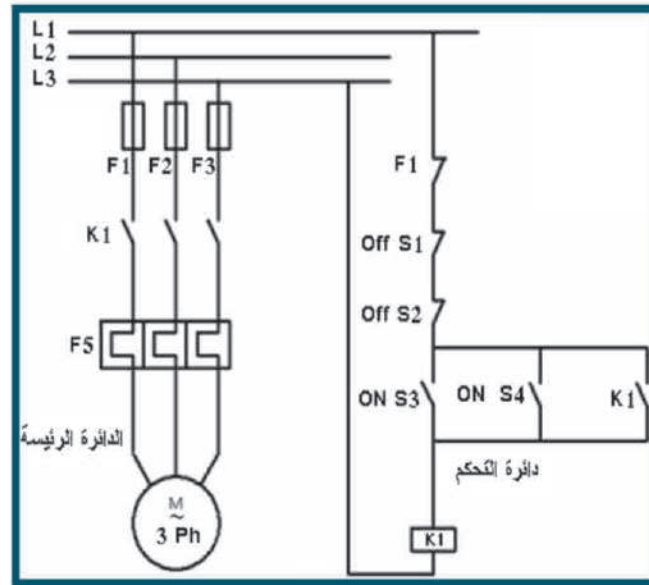 L1
L2
L3
F1 F2 F3
F1
K1
Off S1
Off S2
F5
ON S3
ON S4
K1
الدائرة الرئيسة
دائرة التحكم
M
~
3 Ph
K1